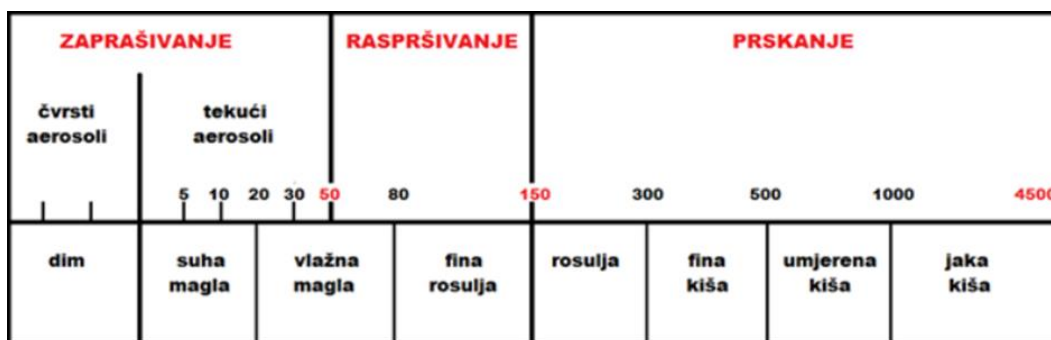 ZAPRAŠIVANJE RASPRŠIVANJE PRSKANJE
čvrsti aerosoli
tekući aerosoli
5 10 20 30 50 80 150 300 500 1000 4500
dim
suha magla
vlažna magla
fina rosulja
rosulja
fina kiša
umjerena kiša
jaka kiša